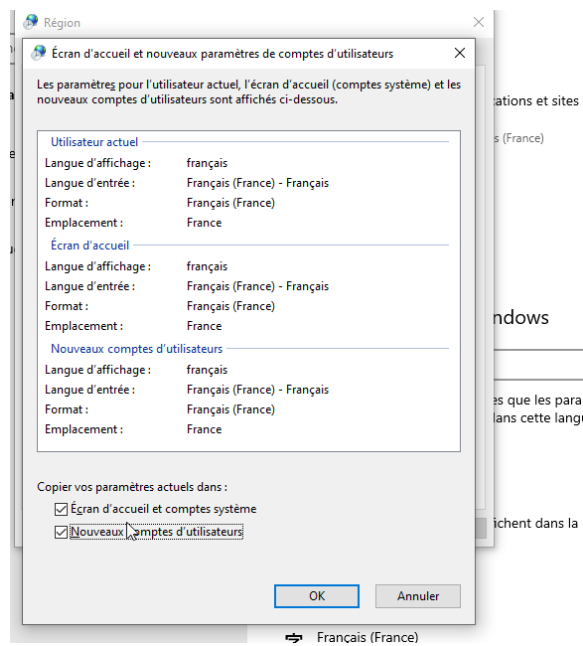 Région
Écran d'accueil et nouveaux paramètres de comptes d'utilisateurs
Les paramètres pour l'utilisateur actuel, l'écran d'accueil (comptes système) et les
nouveaux comptes d'utilisateurs sont affichés ci-dessous.
Utilisateur actuel
Langue d'affichage : français
Langue d'entrée : Français (France) - Français
Format : Français (France)
Emplacement : France
Écran d'accueil
Langue d'affichage : français
Langue d'entrée : Français (France) - Français
Format : Français (France)
Emplacement : France
Nouveaux comptes d'utilisateurs
Langue d'affichage : français
Langue d'entrée : Français (France) - Français
Format : Français (France)
Emplacement : France
Copier vos paramètres actuels dans :
Écran d'accueil et comptes système
Nouveaux comptes d'utilisateurs
OK Annuler
cations et sites
s (France)
ndows
es que les para
dans cette langu
ichent dans la
Français (France)